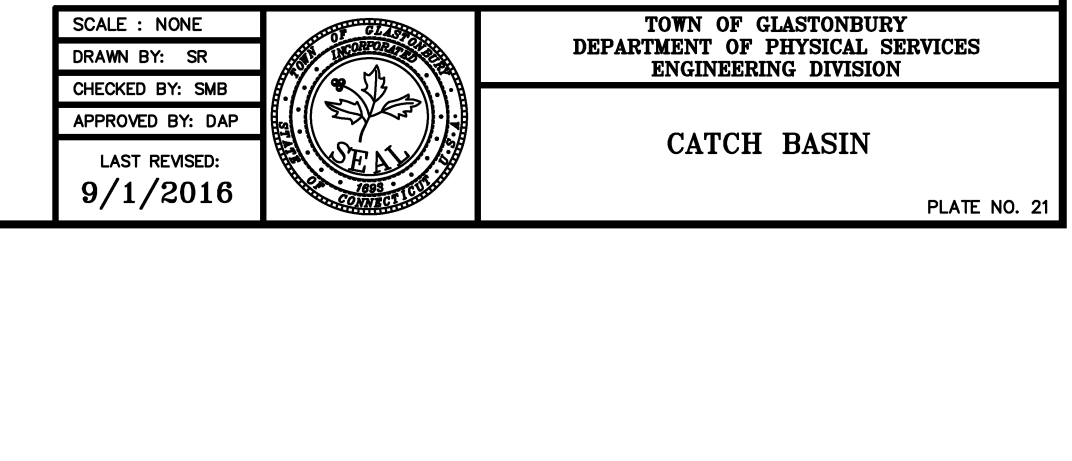 SCALE : NONE
DRAWN BY: SR
CHECKED BY: SMB
APPROVED BY: DAP
LAST REVISED:
9/1/2016
TOWN OF GLASTONBURY
INCORPORATED
SEAL
1693
STATE OF CONNECTICUT · U·S·A·
TOWN OF GLASTONBURY
DEPARTMENT OF PHYSICAL SERVICES
ENGINEERING DIVISION
CATCH BASIN
PLATE NO. 21